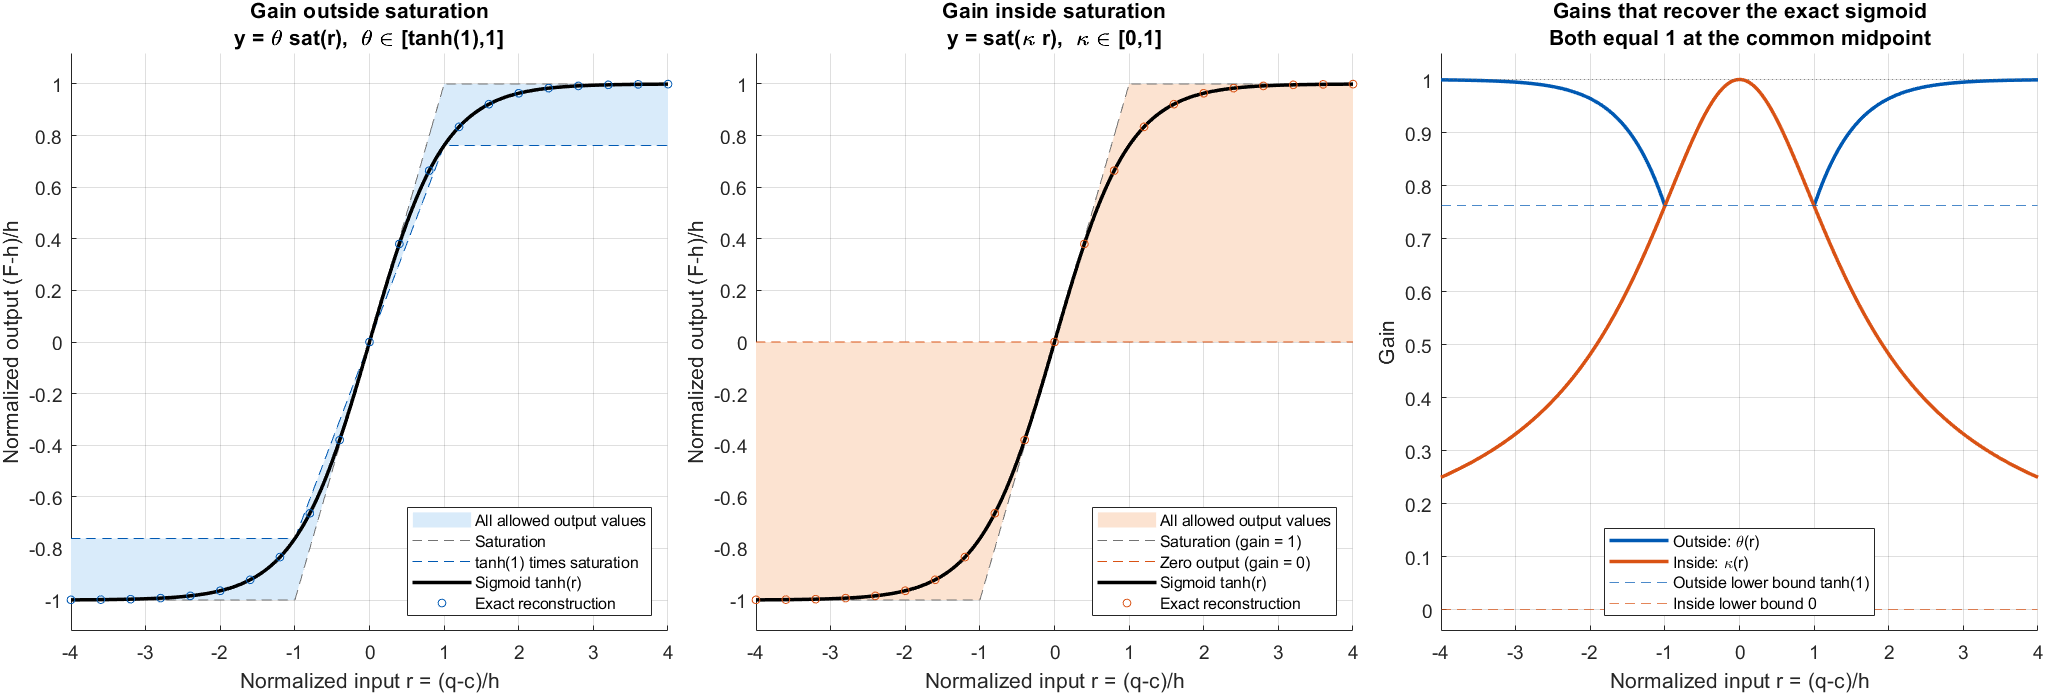 Gain outside saturation
y = θ sat(r),  θ ∈ [tanh(1),1]
Normalized output (F-h)/h
1
0.8
0.6
0.4
0.2
0
-0.2
-0.4
-0.6
-0.8
-1
-4 -3 -2 -1 0 1 2 3 4
Normalized input r = (q-c)/h
All allowed output values
Saturation
tanh(1) times saturation
Sigmoid tanh(r)
Exact reconstruction
Gain inside saturation
y = sat(κ r),  κ ∈ [0,1]
Normalized output (F-h)/h
1
0.8
0.6
0.4
0.2
0
-0.2
-0.4
-0.6
-0.8
-1
-4 -3 -2 -1 0 1 2 3 4
Normalized input r = (q-c)/h
All allowed output values
Saturation (gain = 1)
Zero output (gain = 0)
Sigmoid tanh(r)
Exact reconstruction
Gains that recover the exact sigmoid
Both equal 1 at the common midpoint
Gain
1
0.9
0.8
0.7
0.6
0.5
0.4
0.3
0.2
0.1
0
-4 -3 -2 -1 0 1 2 3 4
Normalized input r = (q-c)/h
Outside: θ(r)
Inside: κ(r)
Outside lower bound tanh(1)
Inside lower bound 0